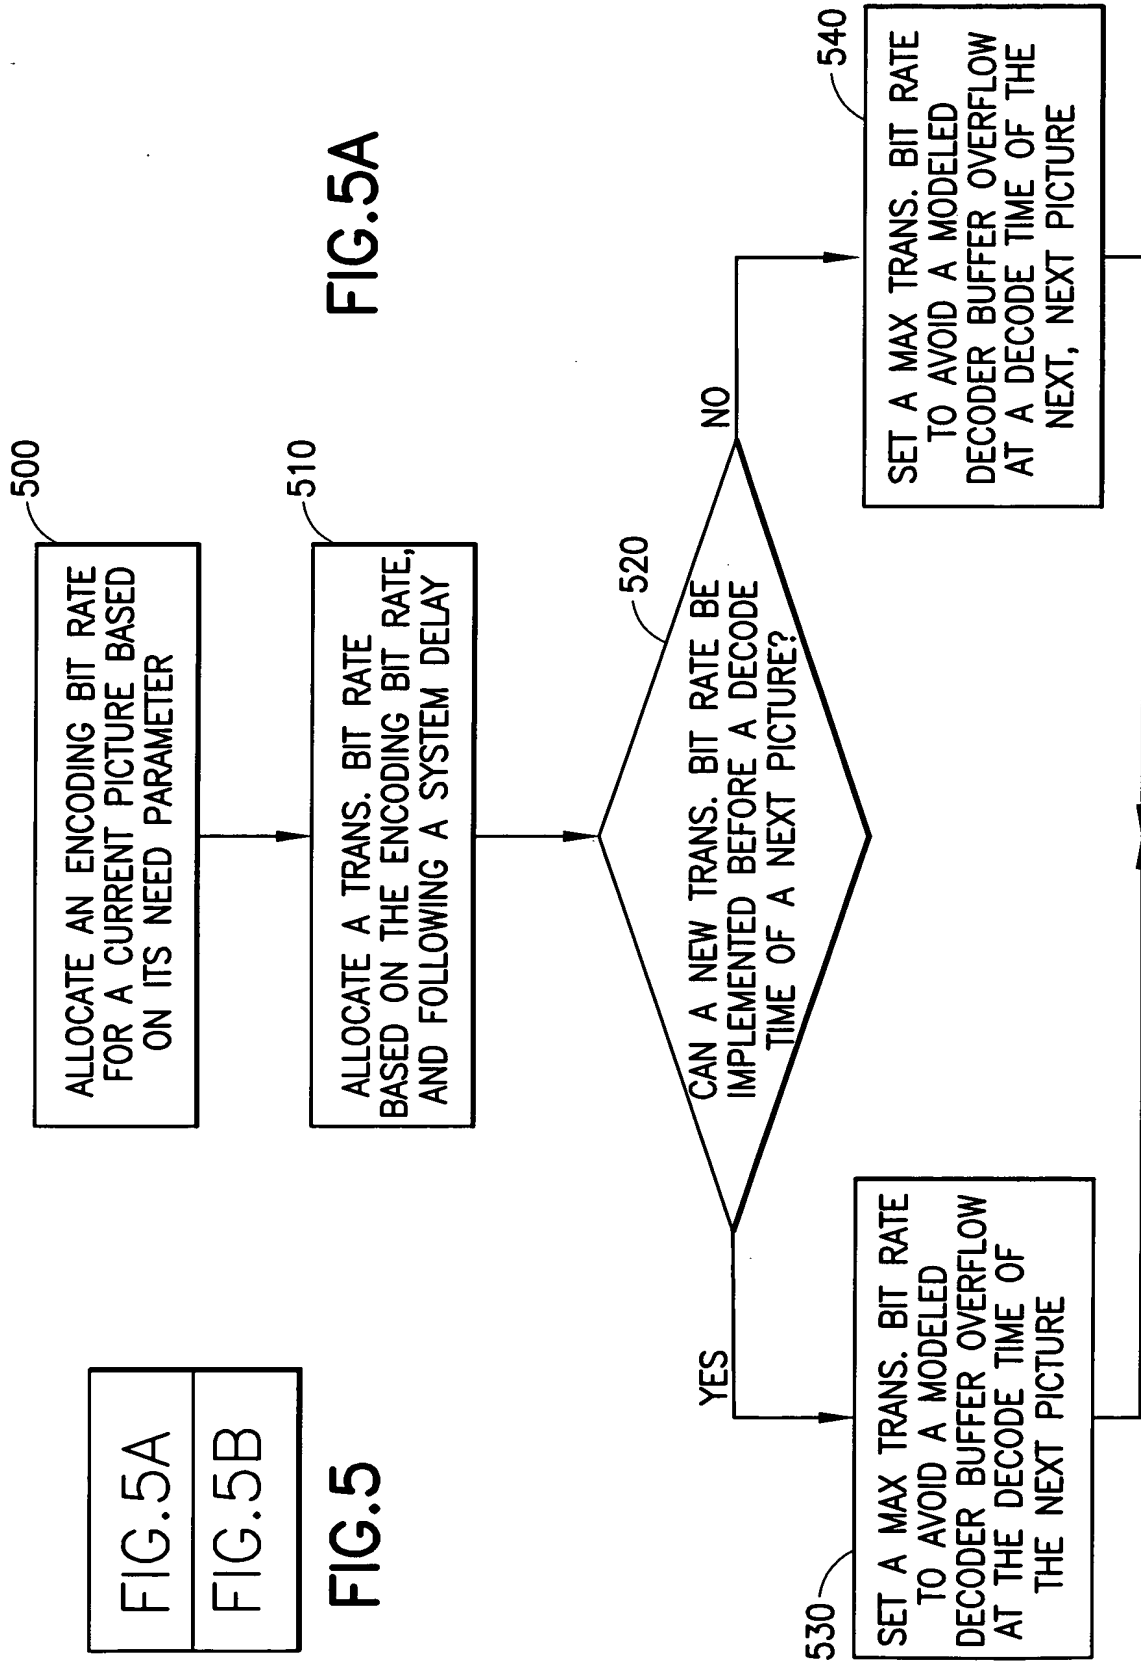 FIG.5A
FIG.5B
FIG.5
FIG.5A
500
ALLOCATE AN ENCODING BIT RATE
FOR A CURRENT PICTURE BASED
ON ITS NEED PARAMETER
510
ALLOCATE A TRANS. BIT RATE
BASED ON THE ENCODING BIT RATE,
AND FOLLOWING A SYSTEM DELAY
520
CAN A NEW TRANS. BIT RATE BE
IMPLEMENTED BEFORE A DECODE
TIME OF A NEXT PICTURE?
YES
NO
530
SET A MAX TRANS. BIT RATE
TO AVOID A MODELED
DECODER BUFFER OVERFLOW
AT THE DECODE TIME OF
THE NEXT PICTURE
540
SET A MAX TRANS. BIT RATE
TO AVOID A MODELED
DECODER BUFFER OVERFLOW
AT A DECODE TIME OF THE
NEXT, NEXT PICTURE